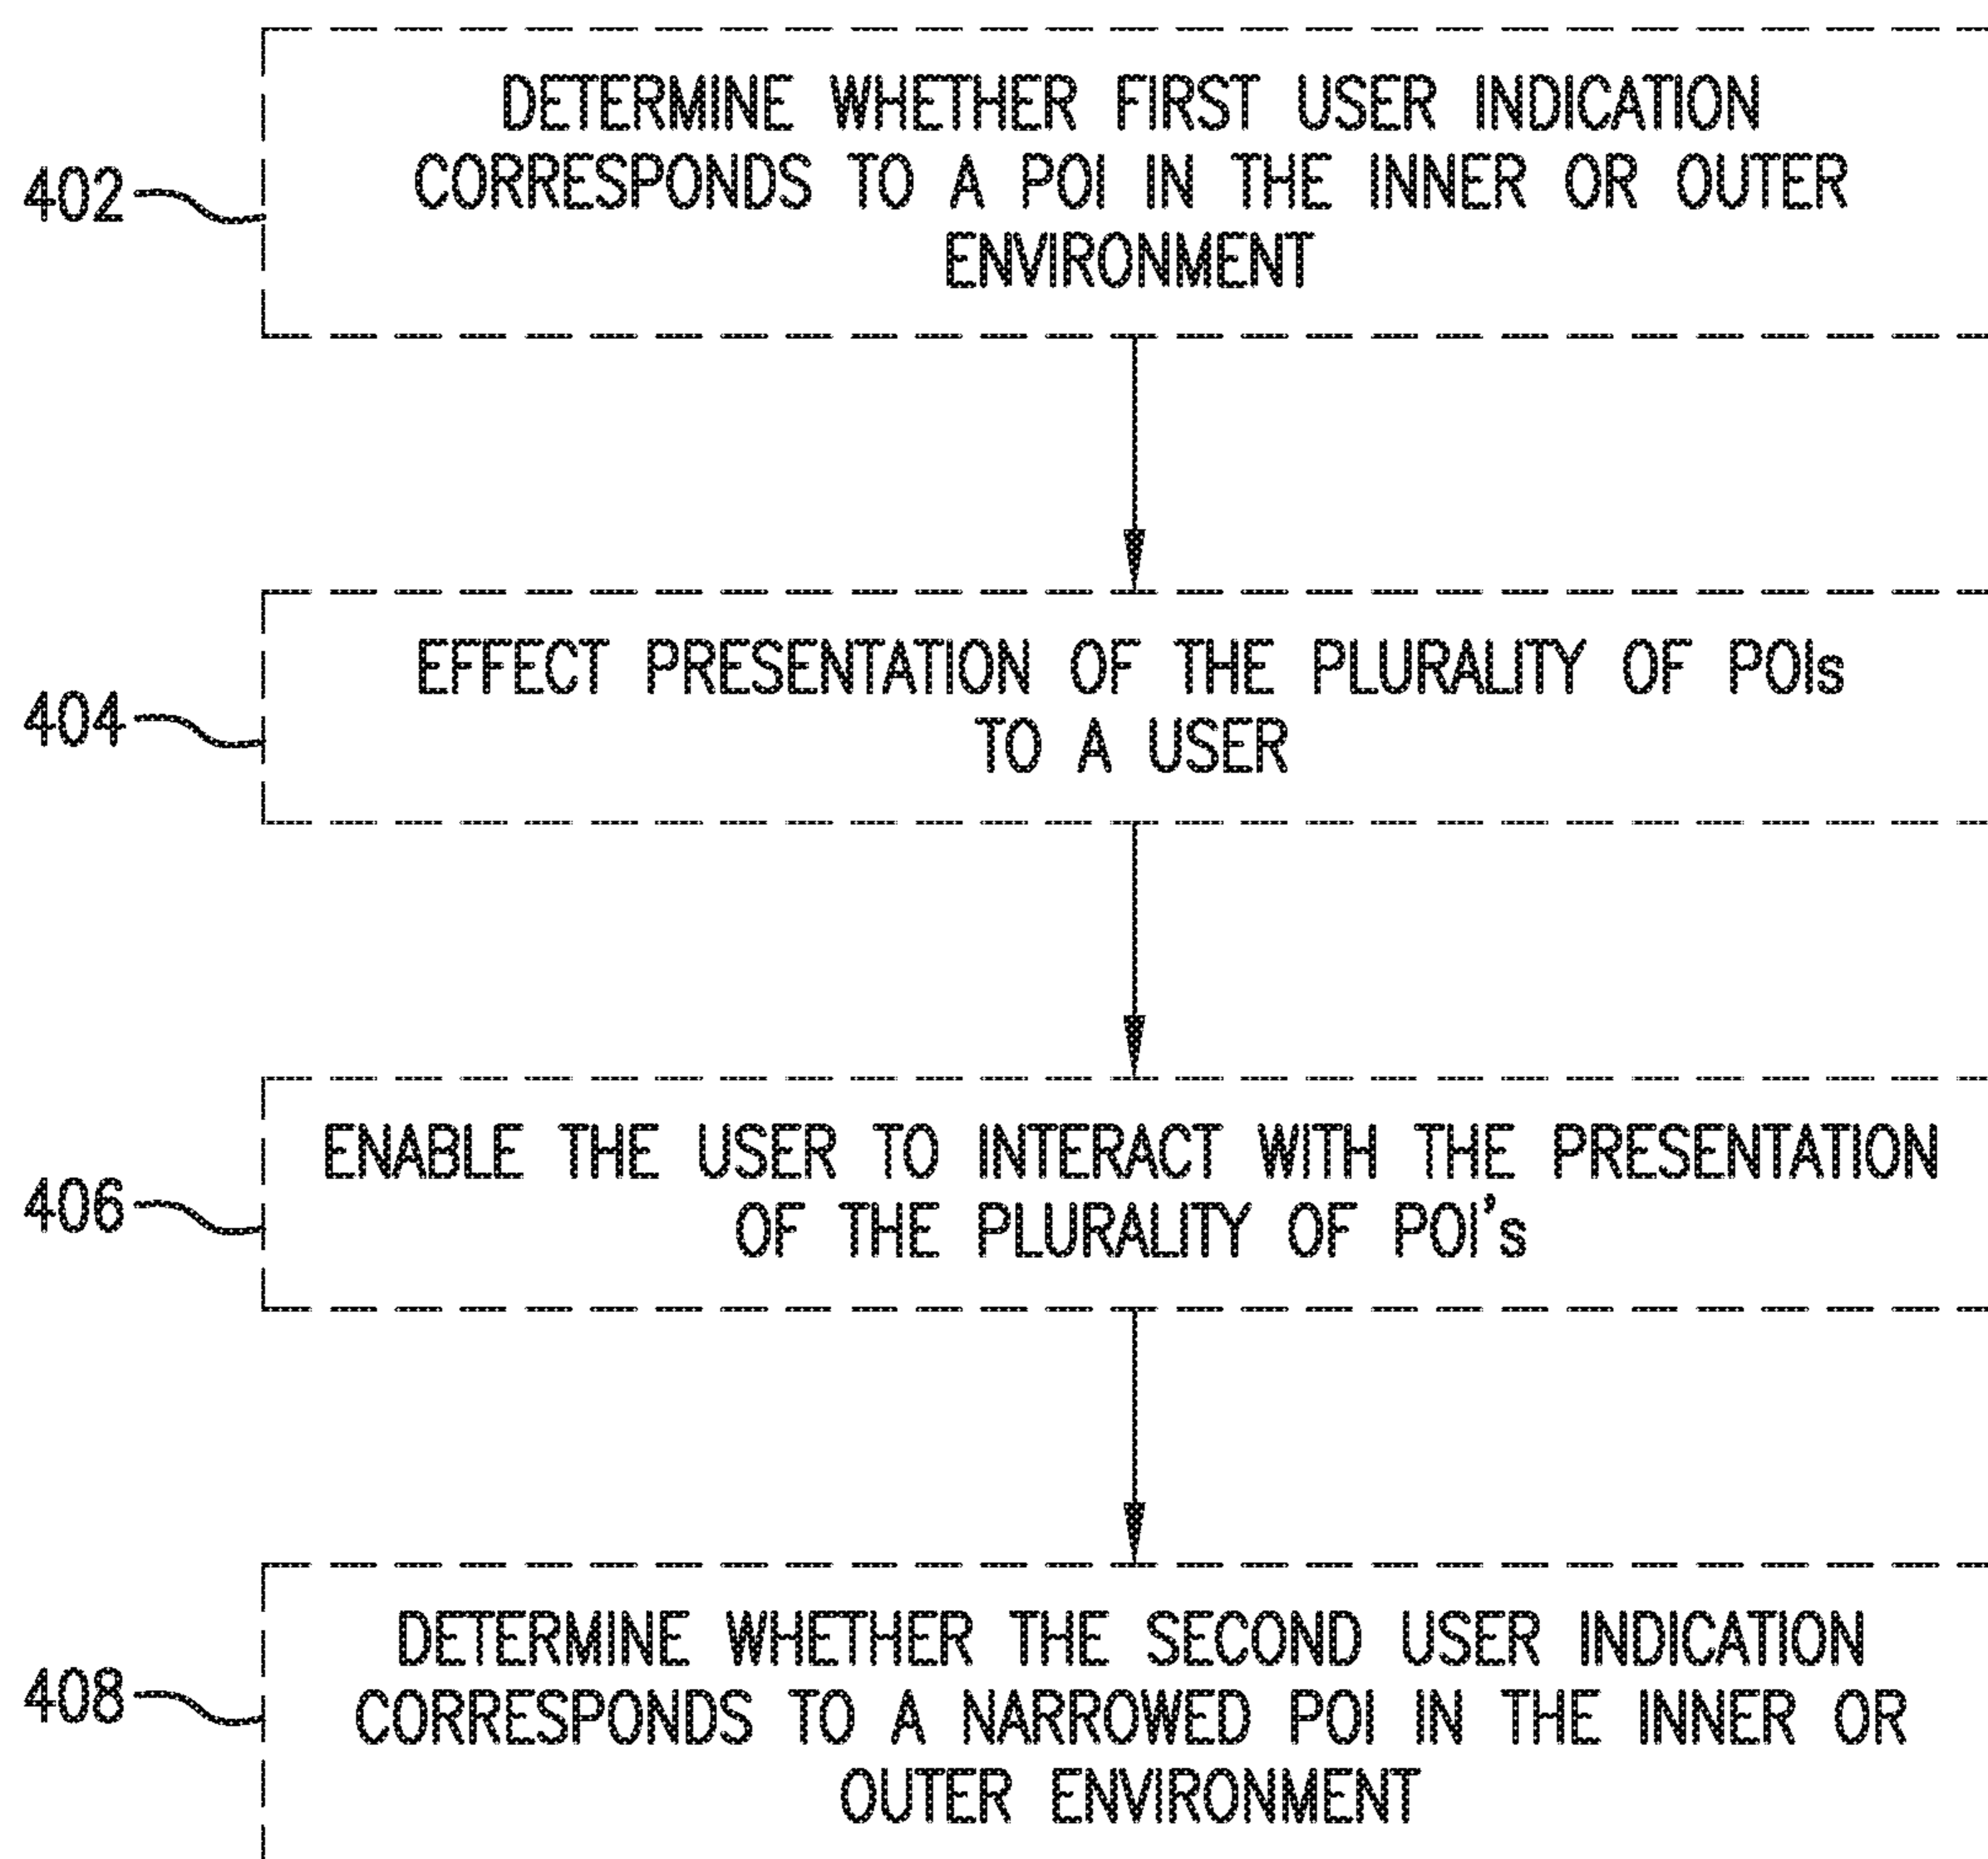 DETERMINE WHETHER FIRST USER INDICATION
402
CORRESPONDS TO A POI IN THE INNER OR OUTER
ENVIRONMENT
EFFECT PRESENTATION OF THE PLURALITY OF POIs
404
TO A USER
ENABLE THE USER TO INTERACT WITH THE PRESENTATION
406
OF THE PLURALITY OF POI's
DETERMINE WHETHER THE SECOND USER INDICATION
408
CORRESPONDS TO A NARROWED POI IN THE INNER OR
OUTER ENVIRONMENT